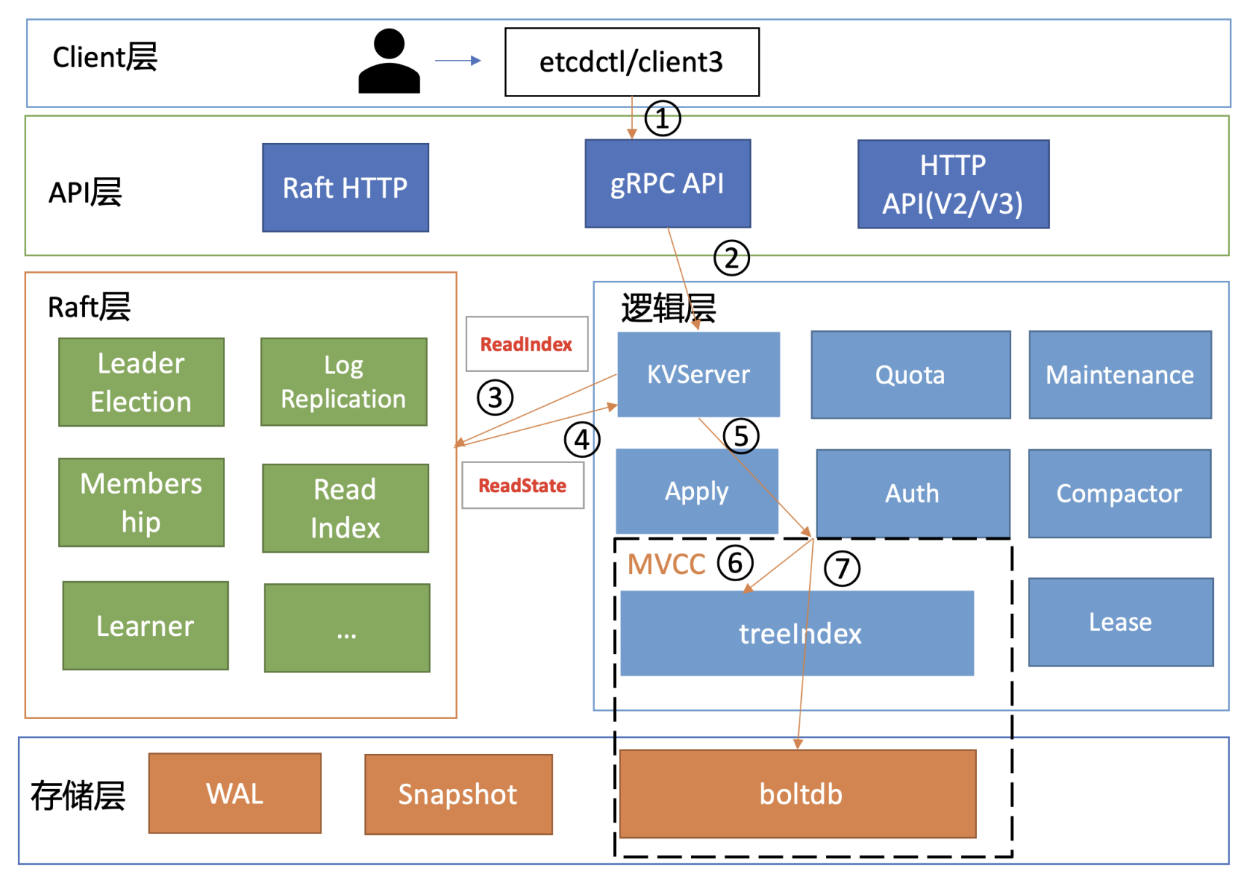 Client层
etcdctl/client3
①
API层
Raft HTTP
gRPC API
HTTP
API(V2/V3)
②
Raft层
Leader
Election
Log
Replication
Members
hip
Read
Index
Learner
...
ReadIndex
③
④
ReadState
逻辑层
KVServer
Quota
Maintenance
⑤
Apply
Auth
Compactor
MVCC
⑥
⑦
treeIndex
Lease
存储层
WAL
Snapshot
boltdb